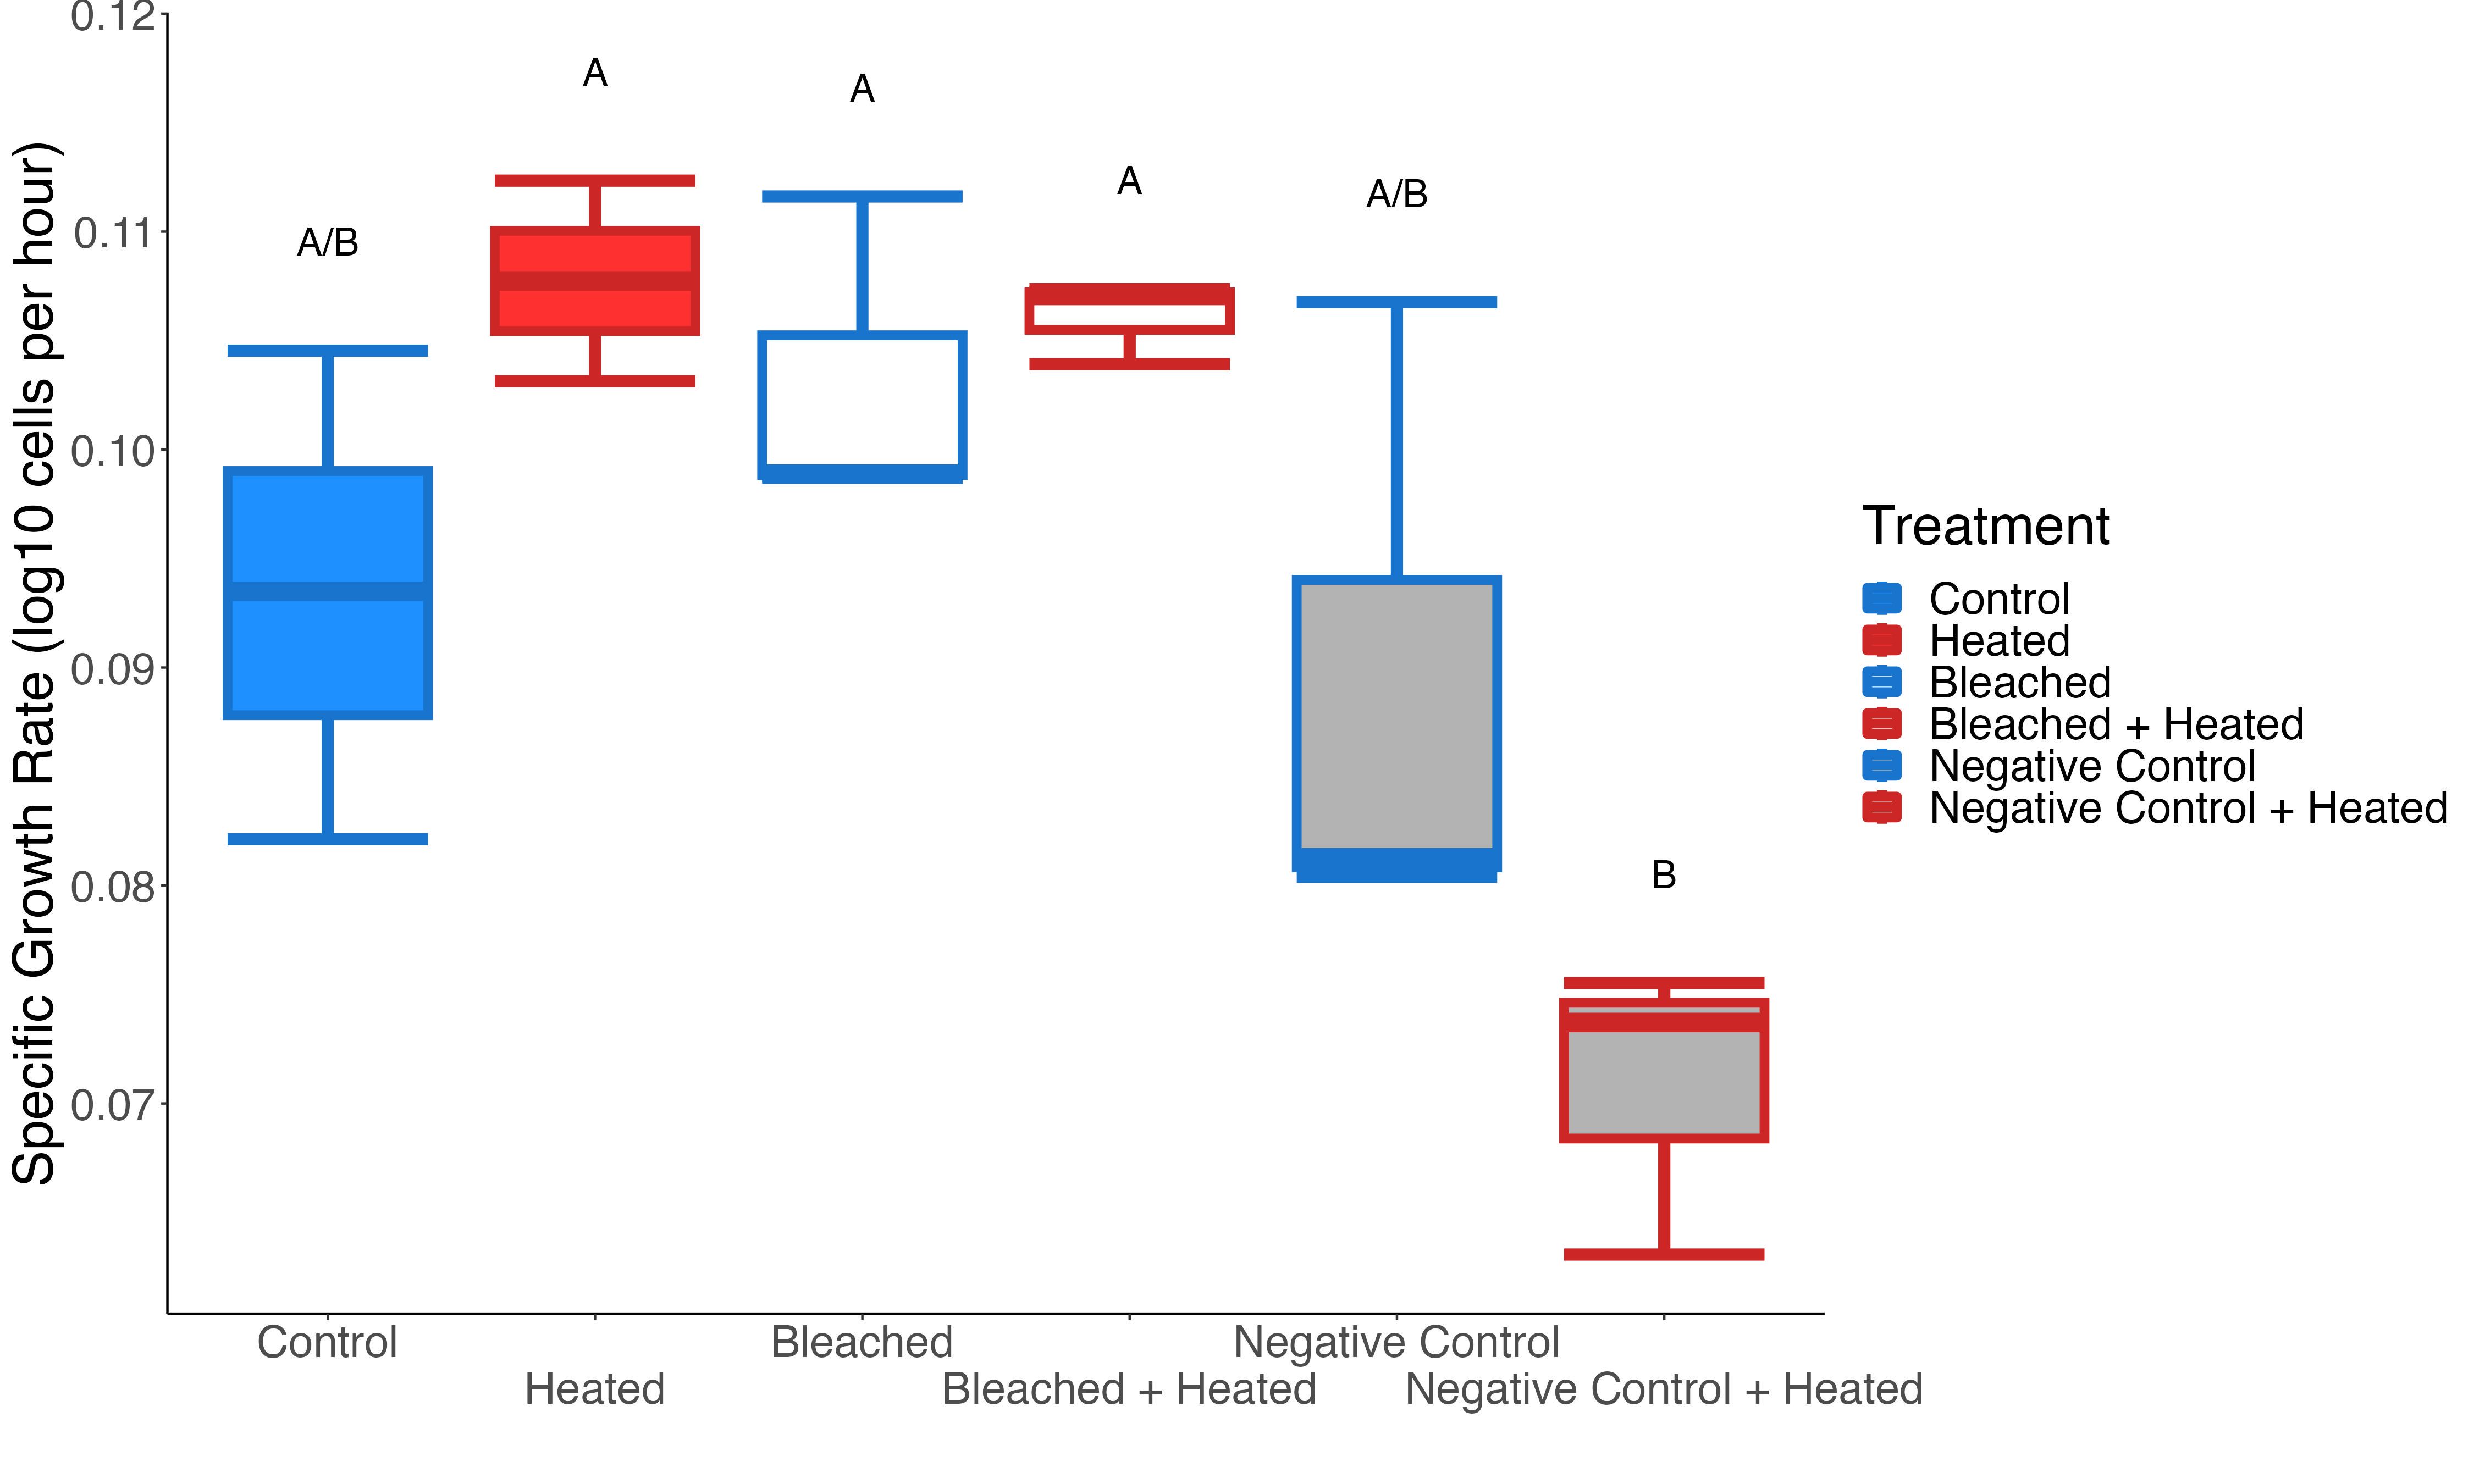 0.12
0.11
0.10
0.09
0.08
0.07
Specific Growth Rate (log10 cells per hour)
A/B
A
A
A
A/B
B
Control
Heated
Bleached
Bleached + Heated
Negative Control
Negative Control + Heated
Treatment
Control
Heated
Bleached
Bleached + Heated
Negative Control
Negative Control + Heated